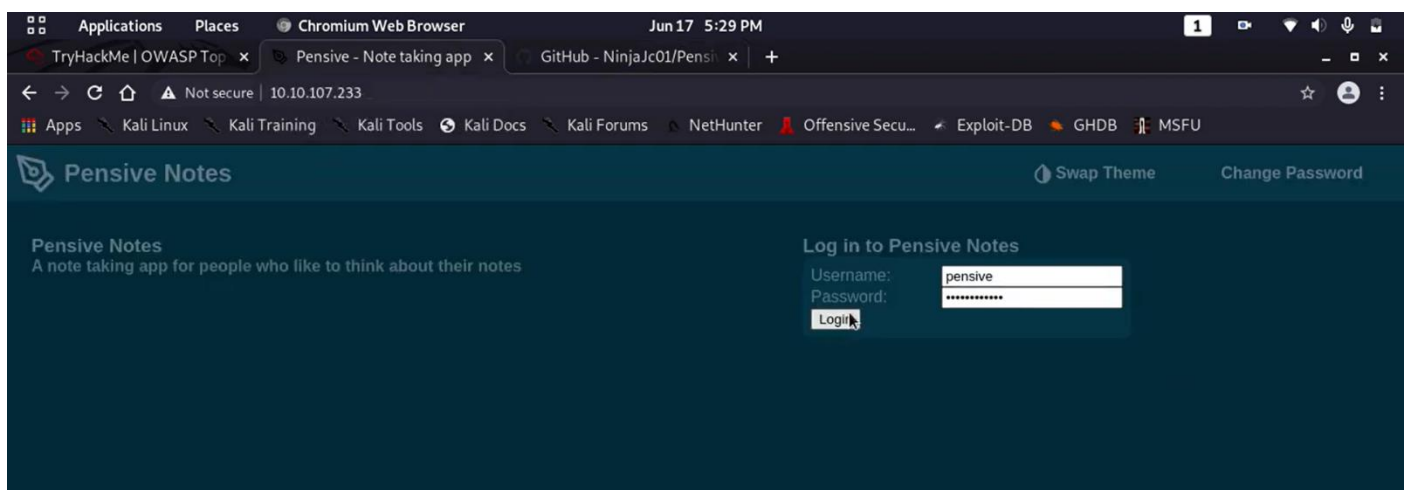 Applications Places Chromium Web Browser Jun 17 5:29 PM 1
TryHackMe | OWASP Top Pensive - Note taking app GitHub - NinjaJc01/Pensi
Not secure | 10.10.107.233
Apps Kali Linux Kali Training Kali Tools Kali Docs Kali Forums NetHunter Offensive Secu... Exploit-DB GHDB MSFU
Pensive Notes Swap Theme Change Password
Pensive Notes
A note taking app for people who like to think about their notes
Log in to Pensive Notes
Username: pensive
Password: ••••••••••••
Login